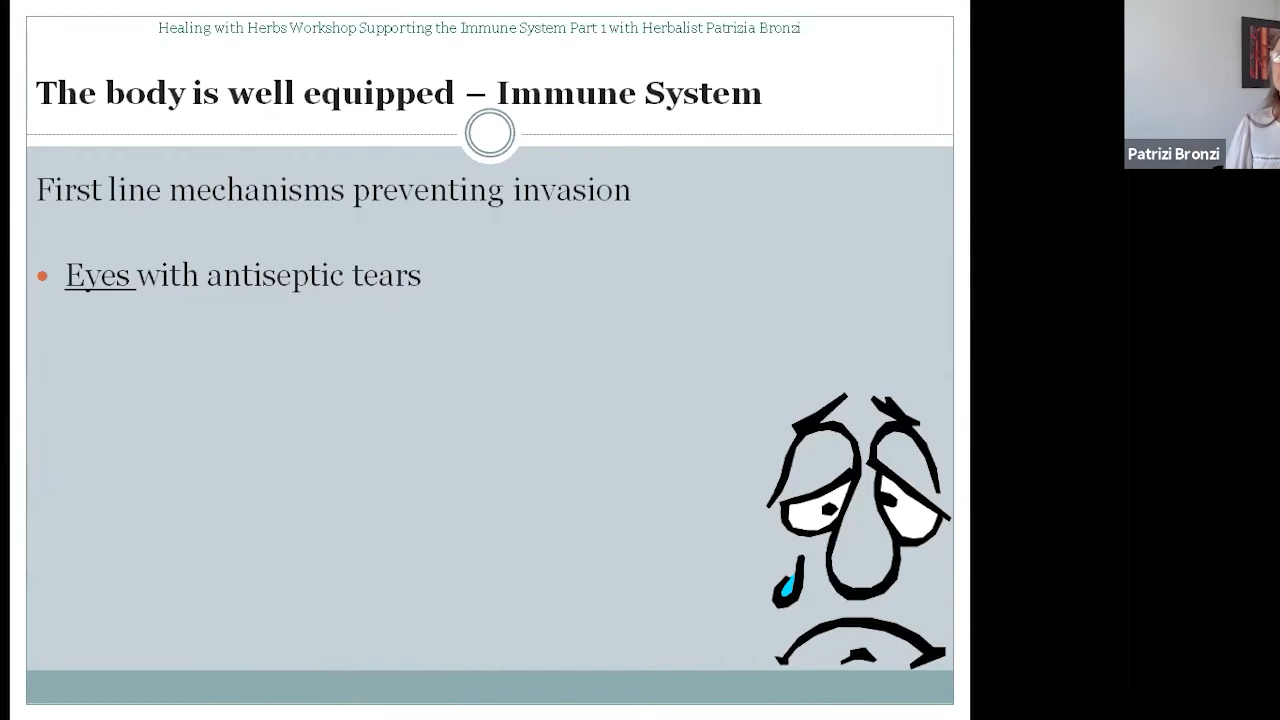 Healing with Herbs Workshop Supporting the Immune System Part 1 with Herbalist Patrizia Bronzi
The body is well equipped – Immune System
First line mechanisms preventing invasion
• Eyes with antiseptic tears
Patrizi Bronzi